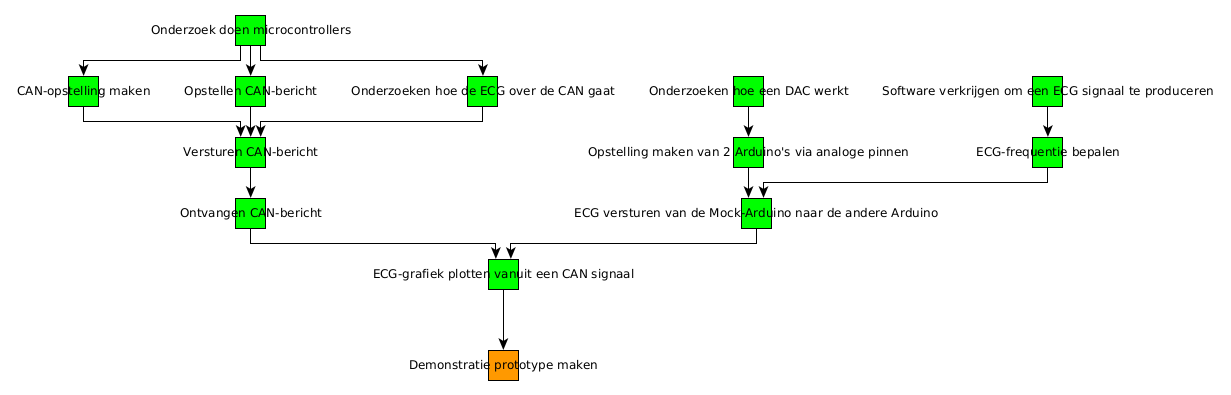 Onderzoek doen microcontrollers
CAN-opstelling maken
Opstellen CAN-bericht
Onderzoeken hoe de ECG over de CAN gaat
Onderzoeken hoe een DAC werkt
Software verkrijgen om een ECG signaal te produceren
Versturen CAN-bericht
Opstelling maken van 2 Arduino's via analoge pinnen
ECG-frequentie bepalen
Ontvangen CAN-bericht
ECG versturen van de Mock-Arduino naar de andere Arduino
ECG-grafiek plotten vanuit een CAN signaal
Demonstratie prototype maken